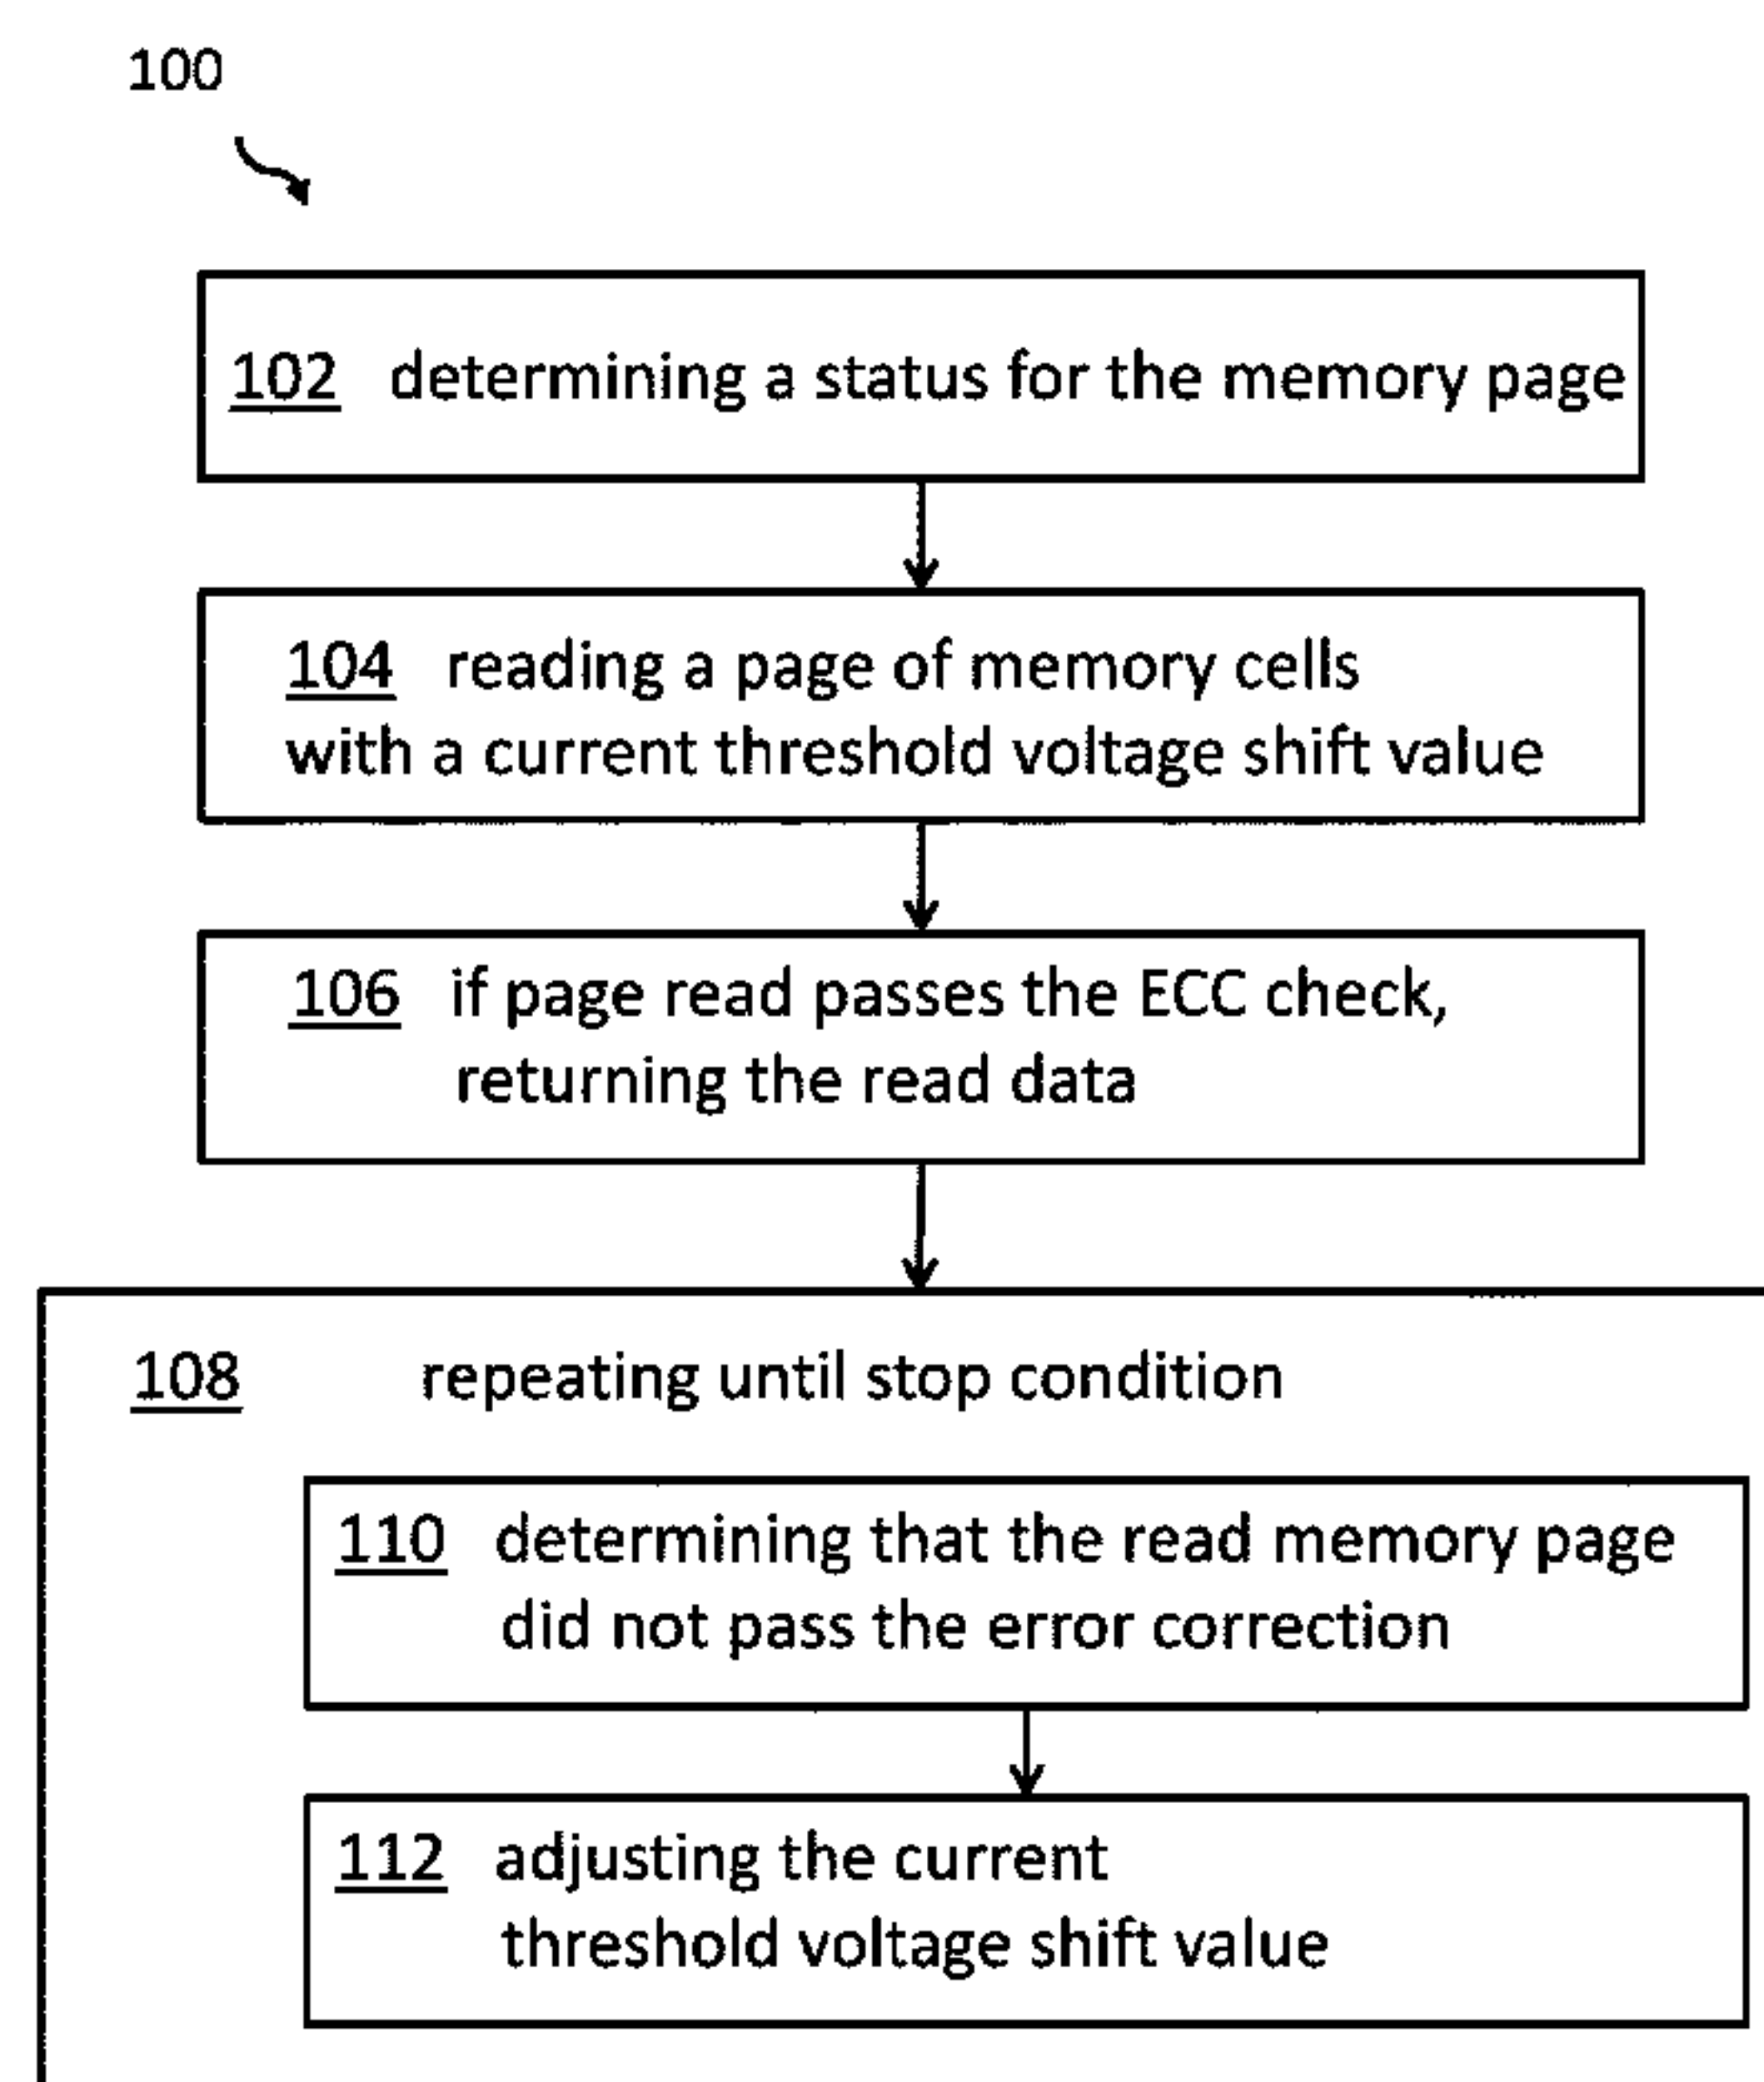 100
102 determining a status for the memory page
104 reading a page of memory cells
with a current threshold voltage shift value
106 if page read passes the ECC check,
returning the read data
108 repeating until stop condition
110 determining that the read memory page
did not pass the error correction
112 adjusting the current
threshold voltage shift value